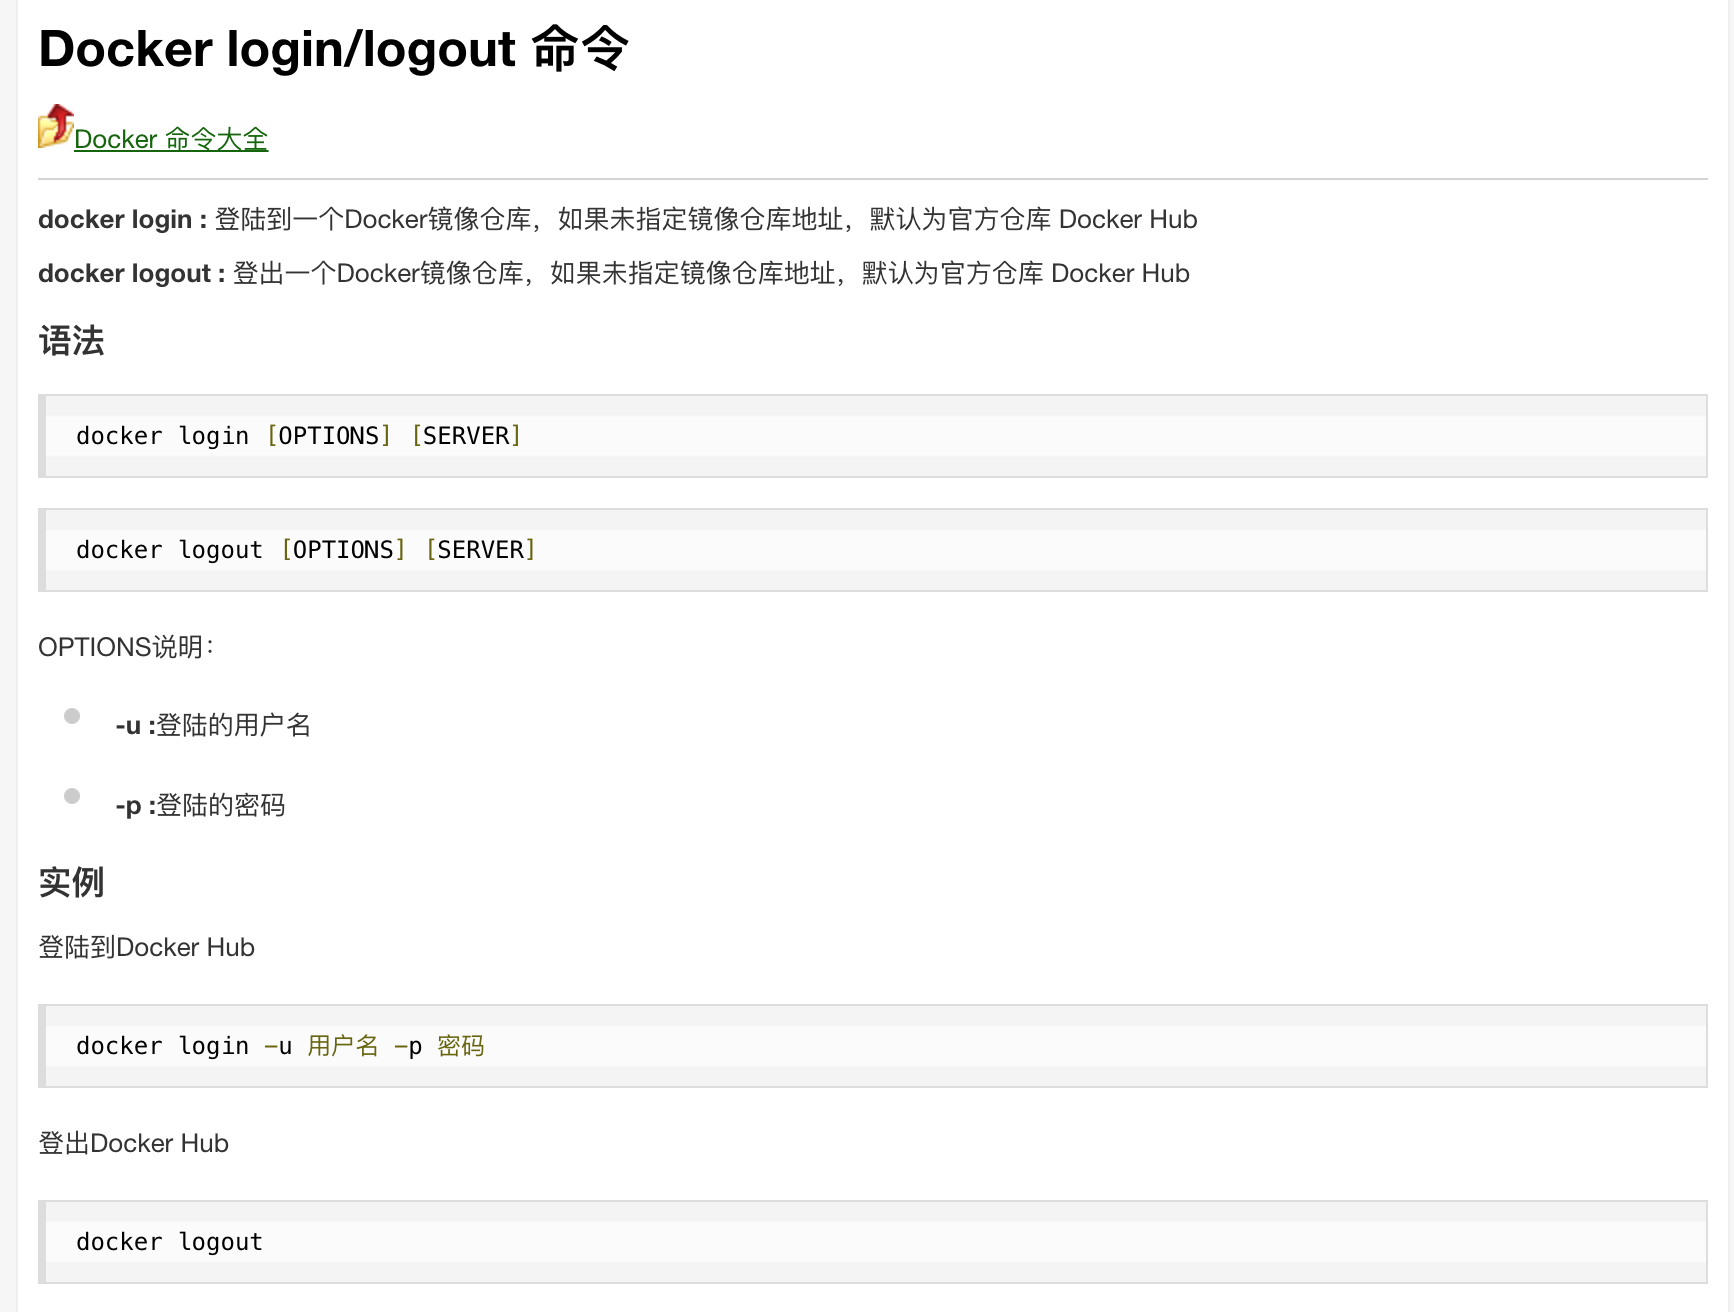 Docker login/logout 命令
Docker 命令大全
docker login : 登陆到一个Docker镜像仓库，如果未指定镜像仓库地址，默认为官方仓库 Docker Hub
docker logout : 登出一个Docker镜像仓库，如果未指定镜像仓库地址，默认为官方仓库 Docker Hub
语法
docker login [OPTIONS] [SERVER]
docker logout [OPTIONS] [SERVER]
OPTIONS说明：
-u :登陆的用户名
-p :登陆的密码
实例
登陆到Docker Hub
docker login -u 用户名 -p 密码
登出Docker Hub
docker logout